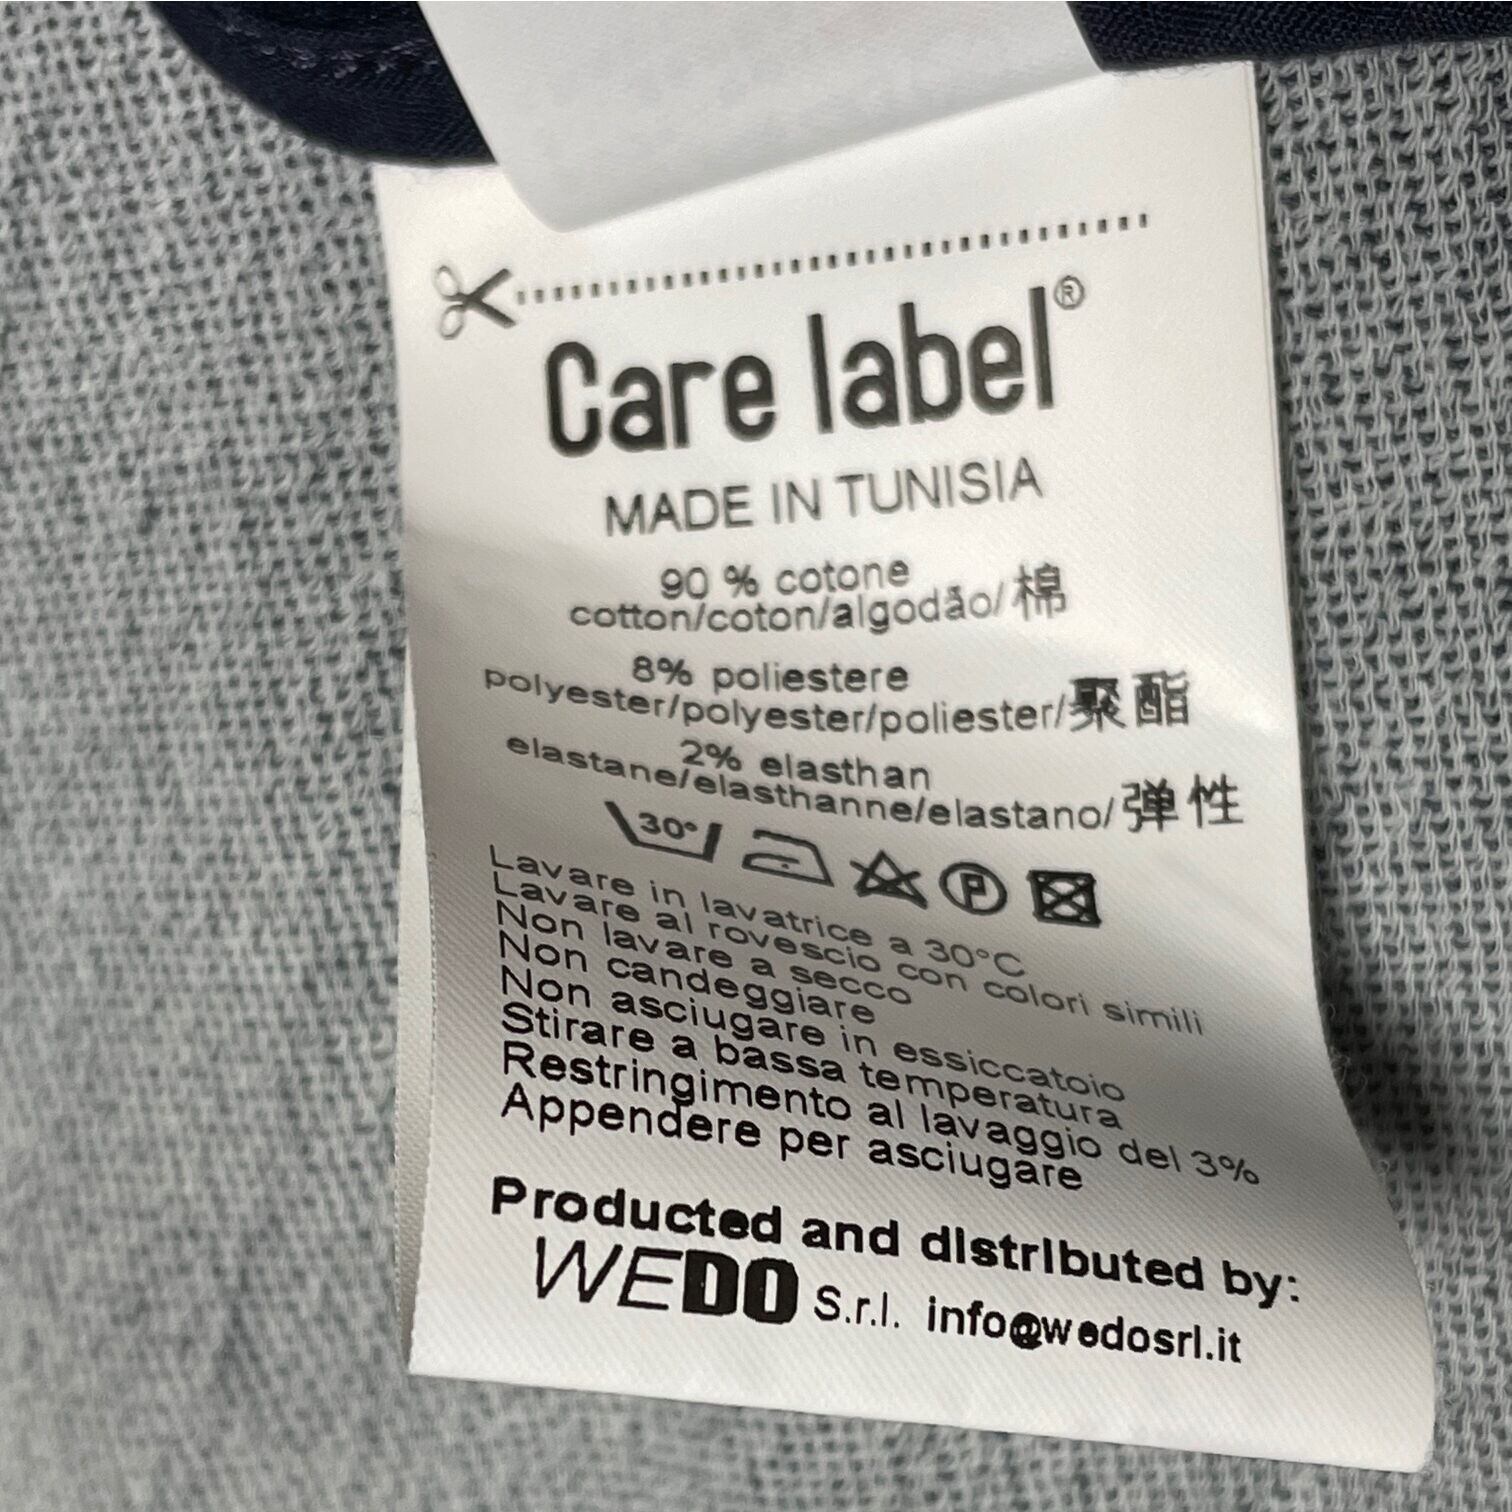 Care label®
MADE IN TUNISIA
90 % cotone
cotton/coton/algodão/棉
8% poliestere
polyester/polyester/poliester/聚酯
2% elasthan
elastane/elasthanne/elastano/弹性
30°
P
Lavare in lavatrice a 30°C
Lavare al rovescio con colori simili
Non lavare a secco
Non candeggiare
Non asciugare in essiccatoio
Stirare a bassa temperatura
Restringimento al lavaggio del 3%
Appendere per asciugare
Producted and distributed by:
WEDO S.r.l. info@wedosrl.it